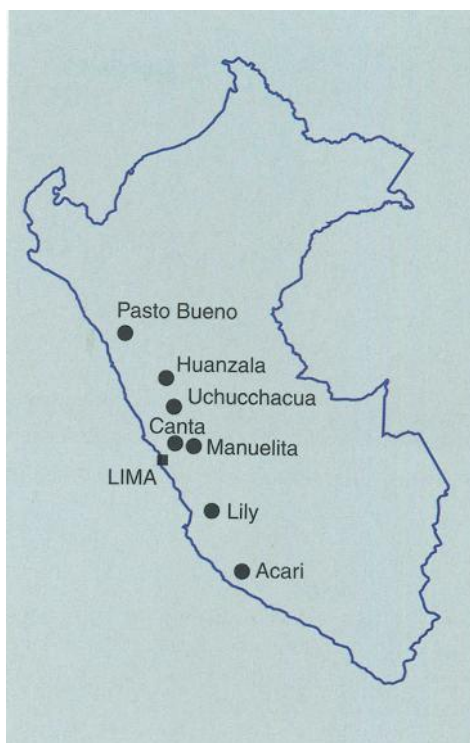 Pasto Bueno
Huanzala
Uchucchacua
Canta
Manuelita
LIMA
Lily
Acari